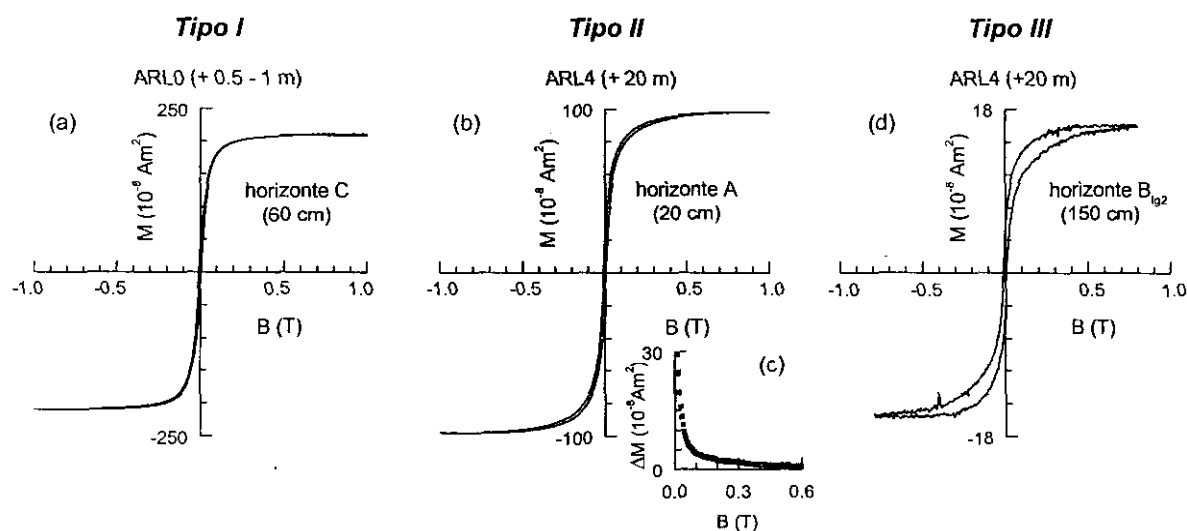 Tipo I
Tipo II
Tipo III
ARL0 (+ 0.5 - 1 m)
ARL4 (+ 20 m)
ARL4 (+20 m)
(a)
250
M (10⁻⁸ Am²)
horizonte C
(60 cm)
-1.0 -0.5 0.5 1.0
B (T)
-250
(b)
100
M (10⁻⁸ Am²)
horizonte A
(20 cm)
-1.0 -0.5 0.5 1.0
B (T)
-100
(c)
30
ΔM (10⁻⁸Am²)
0
0.0 0.3 0.6
B (T)
(d)
18
M (10⁻⁸ Am²)
horizonte B
(150 cm)
-1.0 -0.5 0.5 1.0
B (T)
-18